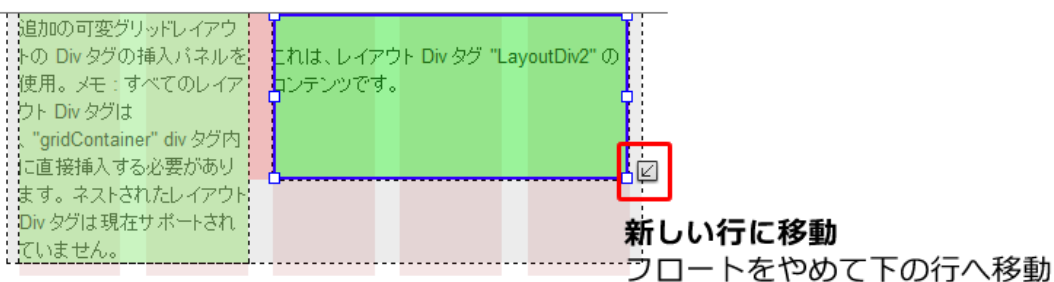 追加の可変グリッドレイアウ
トの Div タグの挿入パネルを
使用。メモ : すべてのレイア
ウト Div タグは
、"gridContainer" div タグ内
に直接挿入する必要があり
ます。ネストされたレイアウト
Div タグは現在サポートされ
ていません。
これは、レイアウト Div タグ "LayoutDiv2" の
コンテンツです。
新しい行に移動
フロートをやめて下の行へ移動